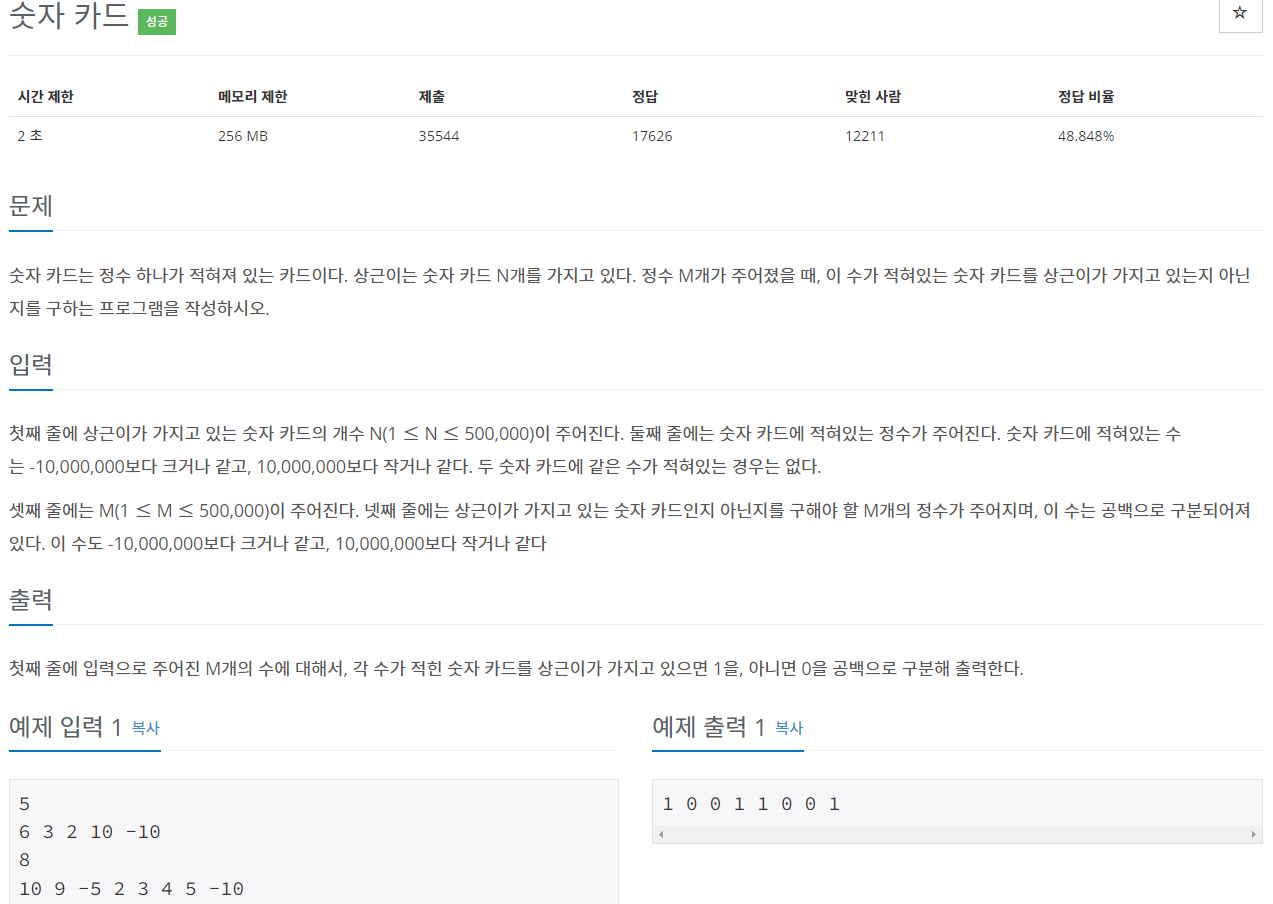 숫자 카드 성공
☆
시간 제한 메모리 제한 제출 정답 맞힌 사람 정답 비율
2 초 256 MB 35544 17626 12211 48.848%
문제
숫자 카드는 정수 하나가 적혀져 있는 카드이다. 상근이는 숫자 카드 N개를 가지고 있다. 정수 M개가 주어졌을 때, 이 수가 적혀있는 숫자 카드를 상근이가 가지고 있는지 아닌
지를 구하는 프로그램을 작성하시오.
입력
첫째 줄에 상근이가 가지고 있는 숫자 카드의 개수 N(1 ≤ N ≤ 500,000)이 주어진다. 둘째 줄에는 숫자 카드에 적혀있는 정수가 주어진다. 숫자 카드에 적혀있는 수
는 -10,000,000보다 크거나 같고, 10,000,000보다 작거나 같다. 두 숫자 카드에 같은 수가 적혀있는 경우는 없다.
셋째 줄에는 M(1 ≤ M ≤ 500,000)이 주어진다. 넷째 줄에는 상근이가 가지고 있는 숫자 카드인지 아닌지를 구해야 할 M개의 정수가 주어지며, 이 수는 공백으로 구분되어져
있다. 이 수도 -10,000,000보다 크거나 같고, 10,000,000보다 작거나 같다
출력
첫째 줄에 입력으로 주어진 M개의 수에 대해서, 각 수가 적힌 숫자 카드를 상근이가 가지고 있으면 1을, 아니면 0을 공백으로 구분해 출력한다.
예제 입력 1 복사
5
6 3 2 10 -10
8
10 9 -5 2 3 4 5 -10
예제 출력 1 복사
1 0 0 1 1 0 0 1